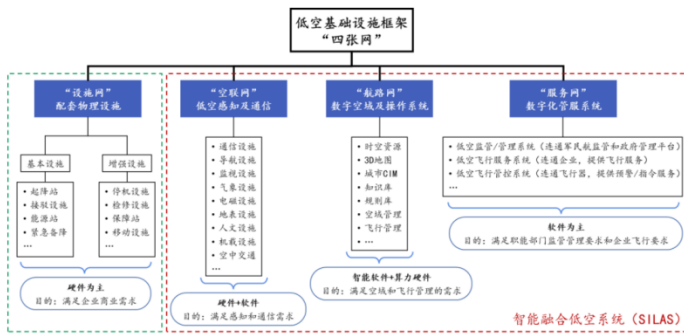 低空基础设施框架
“四张网”
“设施网”
配套物理设施
基本设施
增强设施
• 起降站
• 接驳设施
• 能源站
• 紧急备降
…
• 停机设施
• 检修设施
• 保障站
• 移动设施
…
硬件为主
目的：满足企业商业需求
“空联网”
低空感知及通信
• 通信设施
• 导航设施
• 监视设施
• 气象设施
• 电磁设施
• 地表设施
• 人文设施
• 机载设施
• 空中交通
…
硬件+软件
目的：满足感知和通信需求
“航路网”
数字空域及操作系统
• 时空资源
• 3D地图
• 城市CIM
• 知识库
• 规则库
• 空域管理
• 飞行管理
• …
智能软件+算力硬件
目的：满足空域和飞行管理的需求
“服务网”
数字化管服系统
• 低空监管/管理系统（连通军民航监管和政府管理平台）
• 低空飞行服务系统（连通企业，提供飞行服务）
• 低空飞行管控系统（连通飞行器，提供预警/指令服务）
…
软件为主
目的：满足职能部门监管管理要求和企业飞行要求
智能融合低空系统（SILAS）